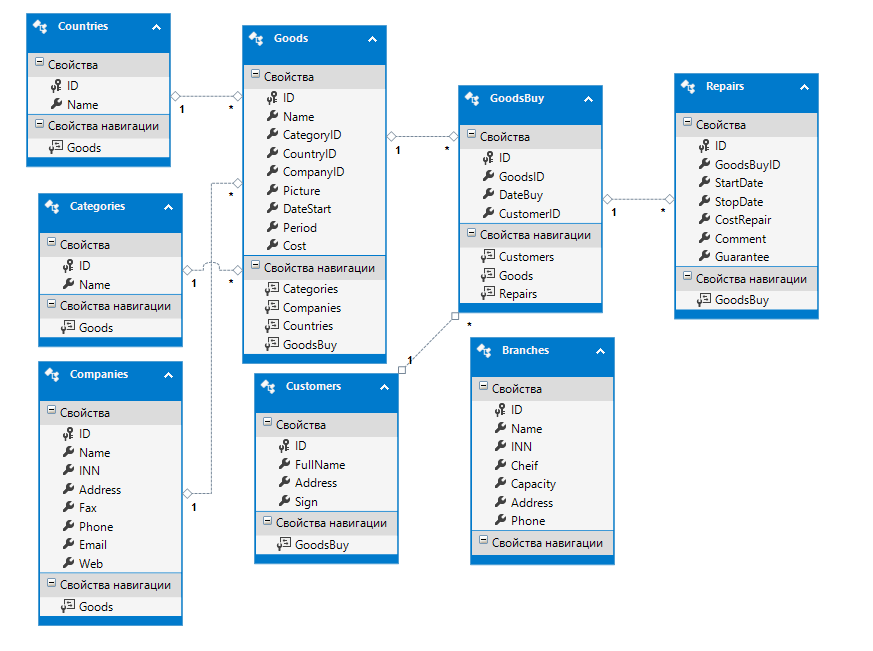 Countries
Свойства
ID
Name
Свойства навигации
Goods
Categories
Свойства
ID
Name
Свойства навигации
Goods
Companies
Свойства
ID
Name
INN
Address
Fax
Phone
Email
Web
Свойства навигации
Goods
1
*
*
1
*
1
Goods
Свойства
ID
Name
CategoryID
CountryID
CompanyID
Picture
DateStart
Period
Cost
Свойства навигации
Categories
Companies
Countries
GoodsBuy
Customers
Свойства
ID
FullName
Address
Sign
Свойства навигации
GoodsBuy
1
*
1
*
GoodsBuy
Свойства
ID
GoodsID
DateBuy
CustomerID
Свойства навигации
Customers
Goods
Repairs
Branches
Свойства
ID
Name
INN
Cheif
Capacity
Address
Phone
Свойства навигации
1
*
Repairs
Свойства
ID
GoodsBuyID
StartDate
StopDate
CostRepair
Comment
Guarantee
Свойства навигации
GoodsBuy